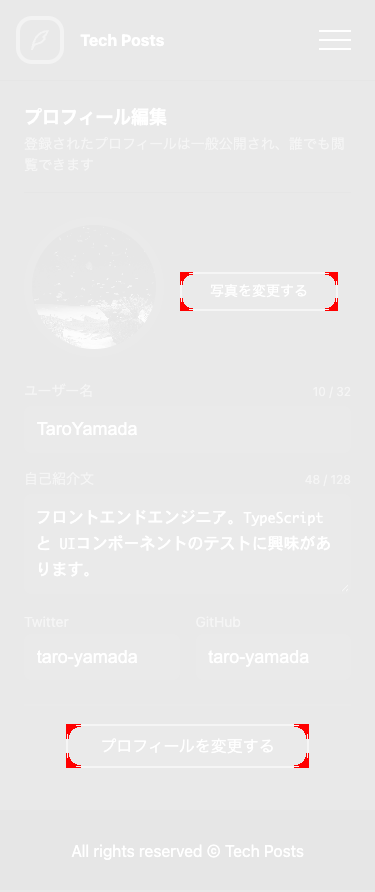 Tech Posts
プロフィール編集
登録されたプロフィールは一般公開され、誰でも閲
覧できます
写真を変更する
ユーザー名
10 / 32
TaroYamada
自己紹介文
48 / 128
フロントエンドエンジニア。TypeScript
と UIコンポーネントのテストに興味があ
ります。
Twitter
GitHub
taro-yamada
taro-yamada
プロフィールを変更する
All rights reserved © Tech Posts